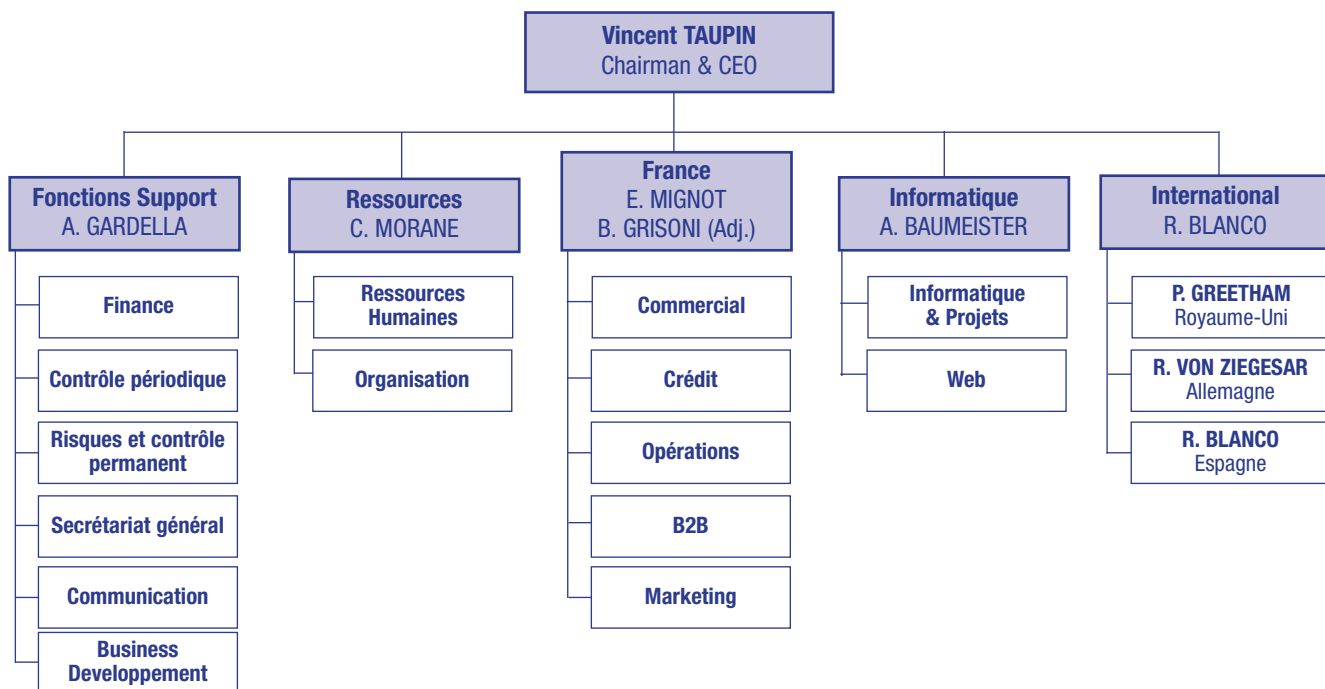 Vincent TAUPIN
Chairman & CEO
Fonctions Support
A. GARDELLA
Finance
Contrôle périodique
Risques et contrôle
permanent
Secrétariat général
Communication
Business
Developpement
Ressources
C. MORANE
Ressources
Humaines
Organisation
France
E. MIGNOT
B. GRISONI (Adj.)
Commercial
Crédit
Opérations
B2B
Marketing
Informatique
A. BAUMEISTER
Informatique
& Projets
Web
International
R. BLANCO
P. GREETHAM
Royaume-Uni
R. VON ZIEGESAR
Allemagne
R. BLANCO
Espagne